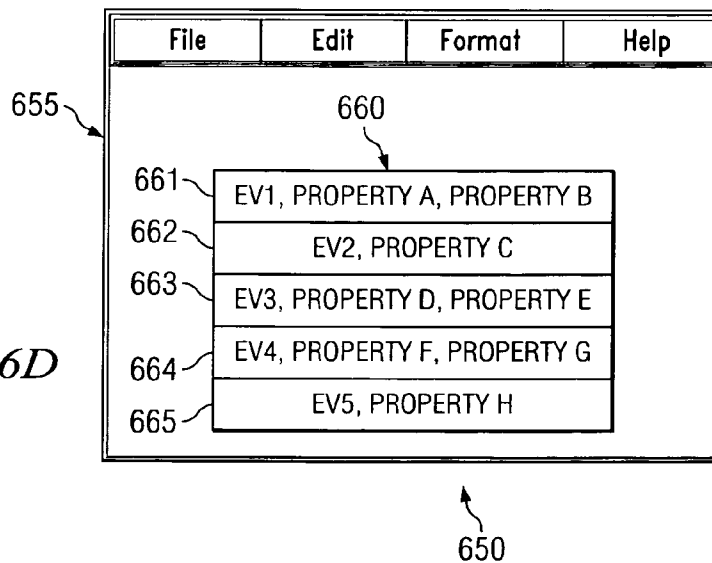 File Edit Format Help
655
660
661 EV1, PROPERTY A, PROPERTY B
662 EV2, PROPERTY C
663 EV3, PROPERTY D, PROPERTY E
6D
664 EV4, PROPERTY F, PROPERTY G
665 EV5, PROPERTY H
650